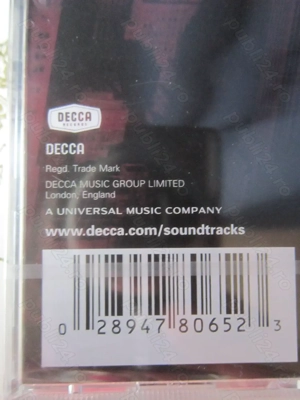 DECCA
RECORDS
DECCA
Regd. Trade Mark
DECCA MUSIC GROUP LIMITED
London, England
A UNIVERSAL MUSIC COMPANY
www.decca.com/soundtracks
0 28947 80652 3